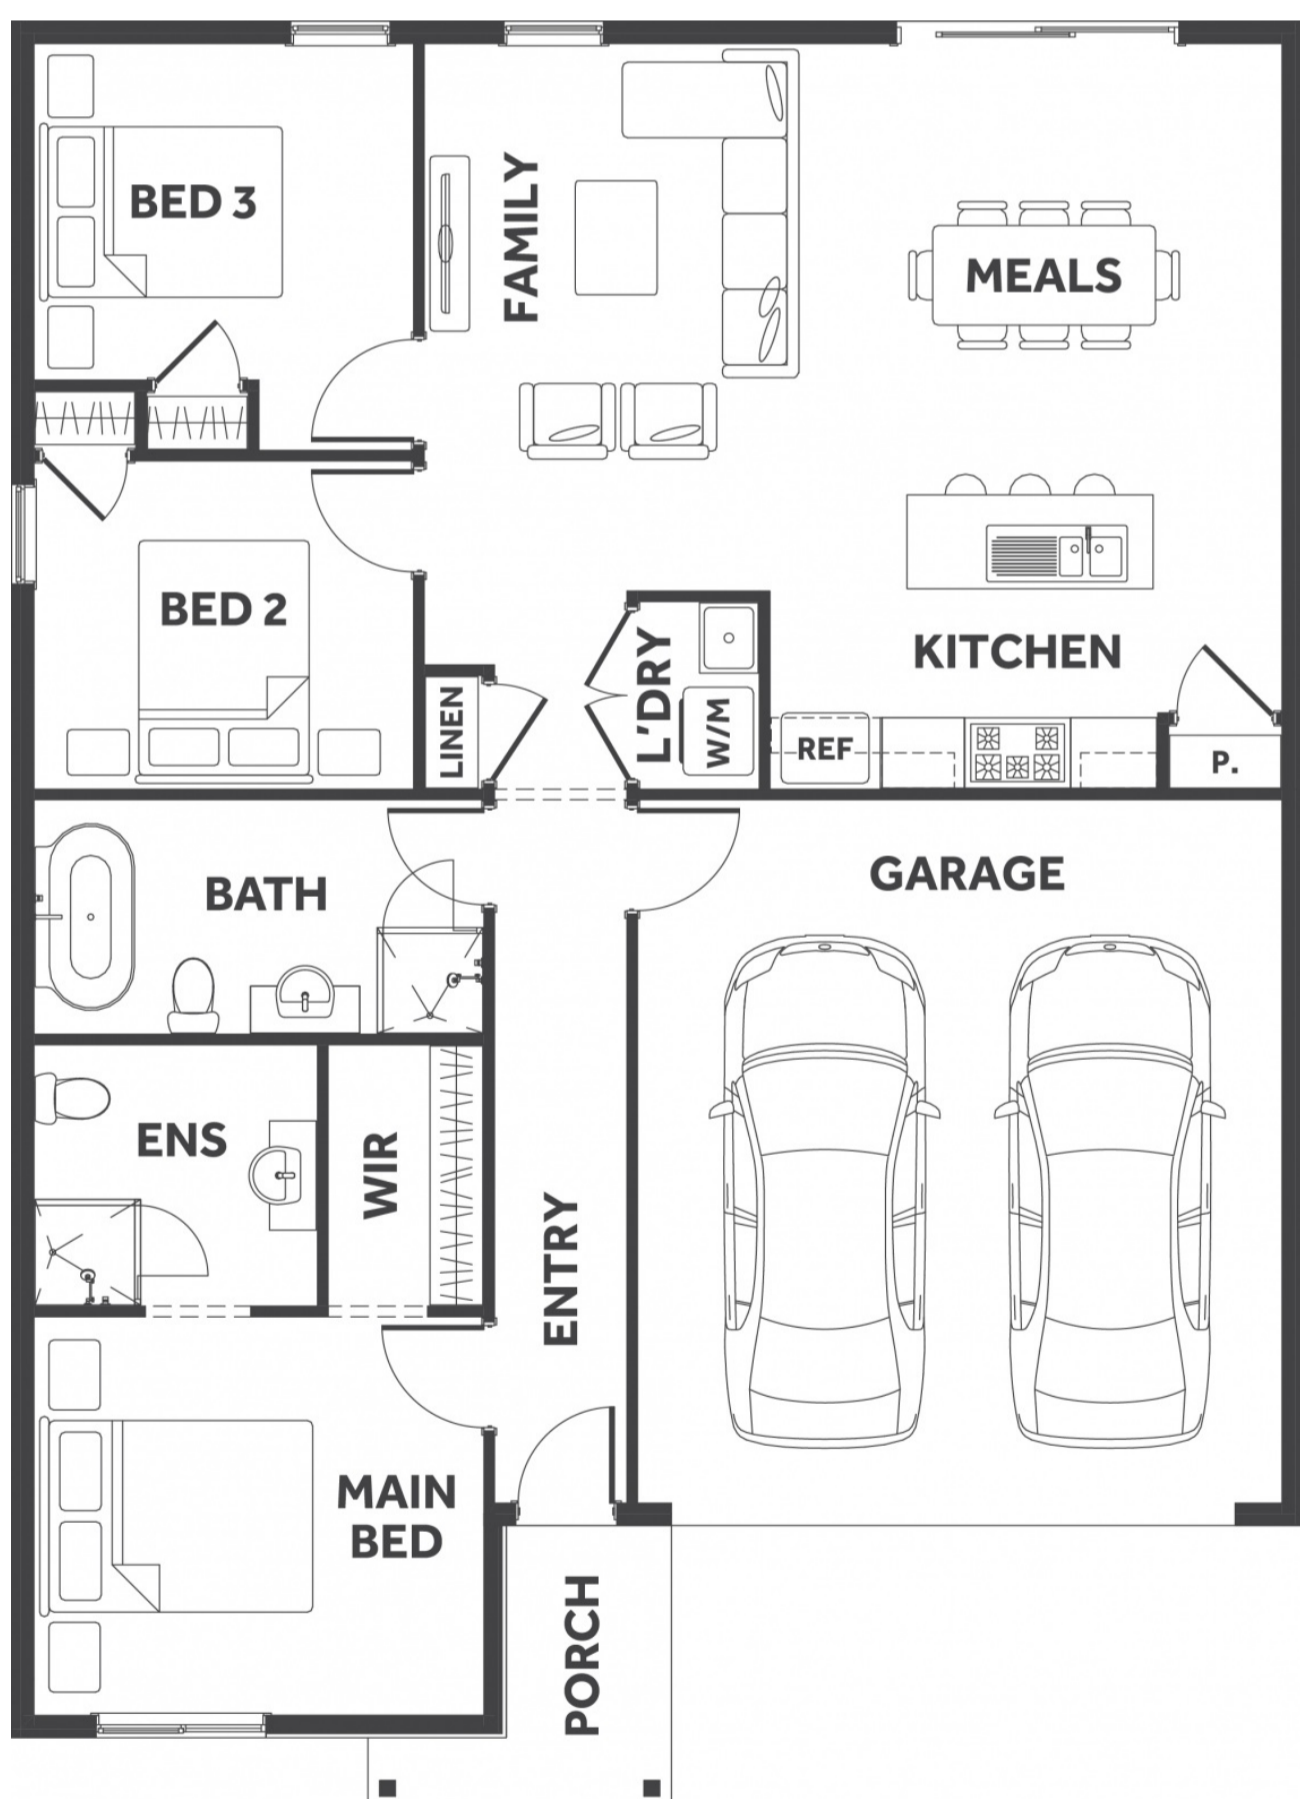 BED 3
FAMILY
MEALS
BED 2
KITCHEN
LINEN
L'DRY
W/M
REF
P.
BATH
GARAGE
ENS
WIR
ENTRY
MAIN
BED
PORCH